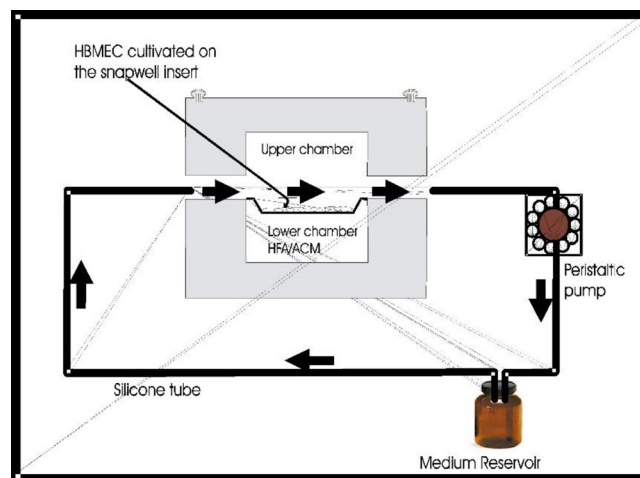 HBMEC cultivated on
the snapwell insert
Upper chamber
Lower chamber
HFA/ACM
Peristaltic
pump
Silicone tube
Medium Reservoir